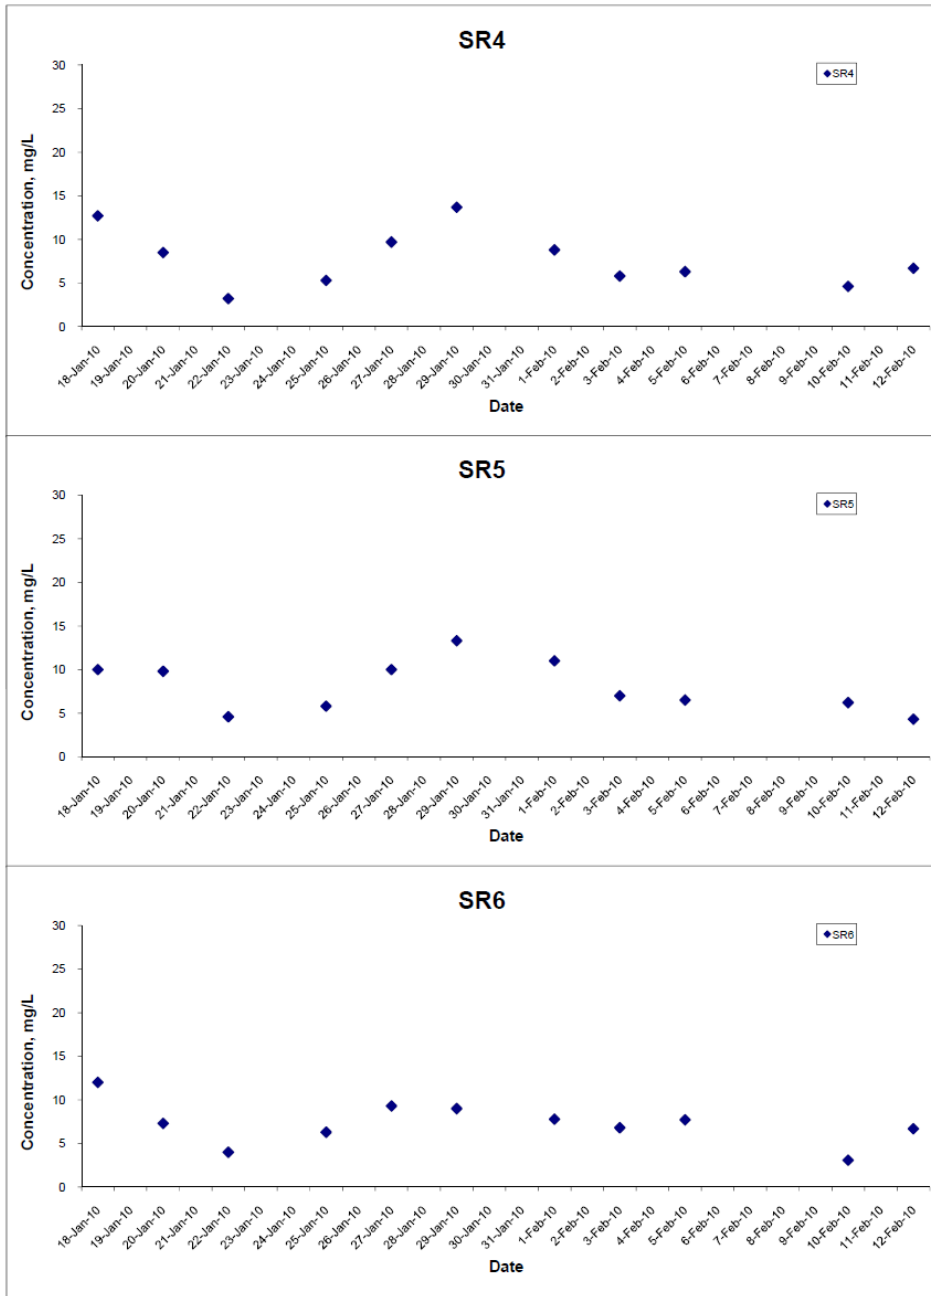 SR4
SR4
30
25
20
15
10
5
0
Concentration, mg/L
18-Jan-10
19-Jan-10
20-Jan-10
21-Jan-10
22-Jan-10
23-Jan-10
24-Jan-10
25-Jan-10
26-Jan-10
27-Jan-10
28-Jan-10
29-Jan-10
30-Jan-10
31-Jan-10
1-Feb-10
2-Feb-10
3-Feb-10
4-Feb-10
5-Feb-10
6-Feb-10
7-Feb-10
8-Feb-10
9-Feb-10
10-Feb-10
11-Feb-10
12-Feb-10
Date
SR5
SR5
30
25
20
15
10
5
0
Concentration, mg/L
18-Jan-10
19-Jan-10
20-Jan-10
21-Jan-10
22-Jan-10
23-Jan-10
24-Jan-10
25-Jan-10
26-Jan-10
27-Jan-10
28-Jan-10
29-Jan-10
30-Jan-10
31-Jan-10
1-Feb-10
2-Feb-10
3-Feb-10
4-Feb-10
5-Feb-10
6-Feb-10
7-Feb-10
8-Feb-10
9-Feb-10
10-Feb-10
11-Feb-10
12-Feb-10
Date
SR6
SR6
30
25
20
15
10
5
0
Concentration, mg/L
18-Jan-10
19-Jan-10
20-Jan-10
21-Jan-10
22-Jan-10
23-Jan-10
24-Jan-10
25-Jan-10
26-Jan-10
27-Jan-10
28-Jan-10
29-Jan-10
30-Jan-10
31-Jan-10
1-Feb-10
2-Feb-10
3-Feb-10
4-Feb-10
5-Feb-10
6-Feb-10
7-Feb-10
8-Feb-10
9-Feb-10
10-Feb-10
11-Feb-10
12-Feb-10
Date